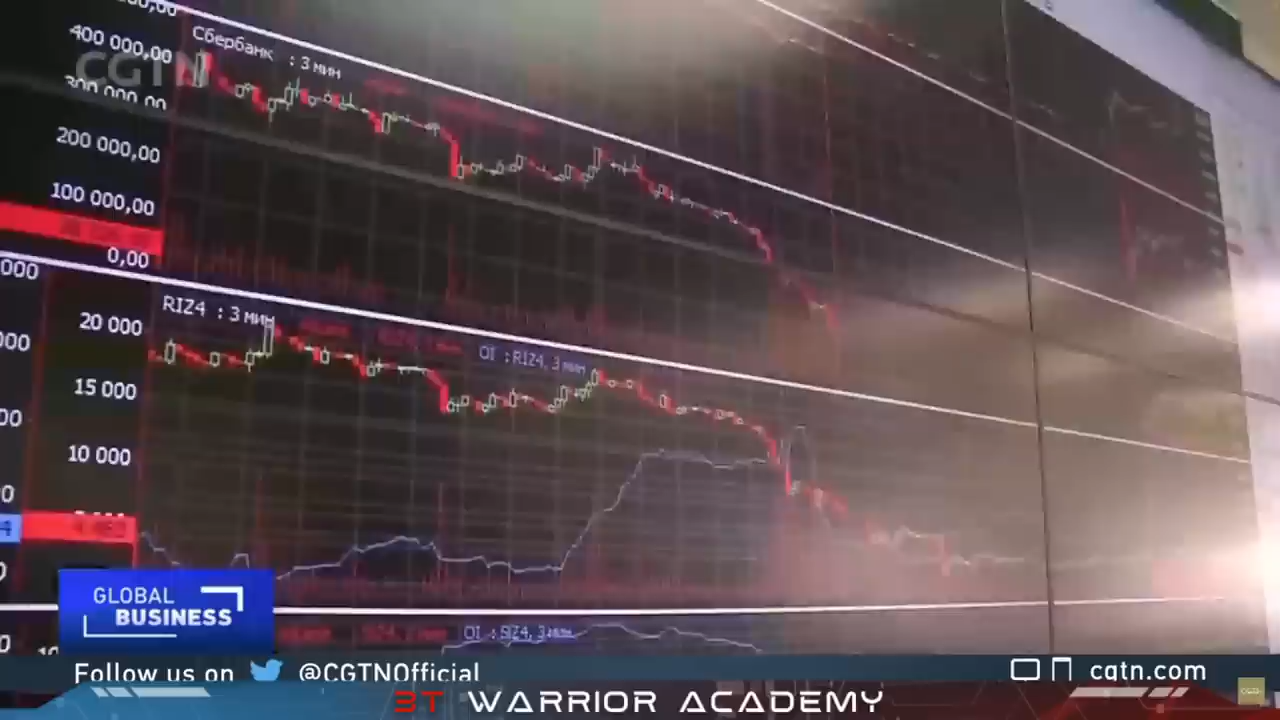 CGTN
400 000,00
Сбербанк : 3 мин
300 000,00
200 000,00
100 000,00
0,00
000
RIZ4 : 3 мин
20 000
OI : RIZ4, 3 мин
15 000
10 000
OI : RIZ4, 3 мин
GLOBAL
BUSINESS
Follow us on @CGTNOfficial
cgtn.com
3T WARRIOR ACADEMY